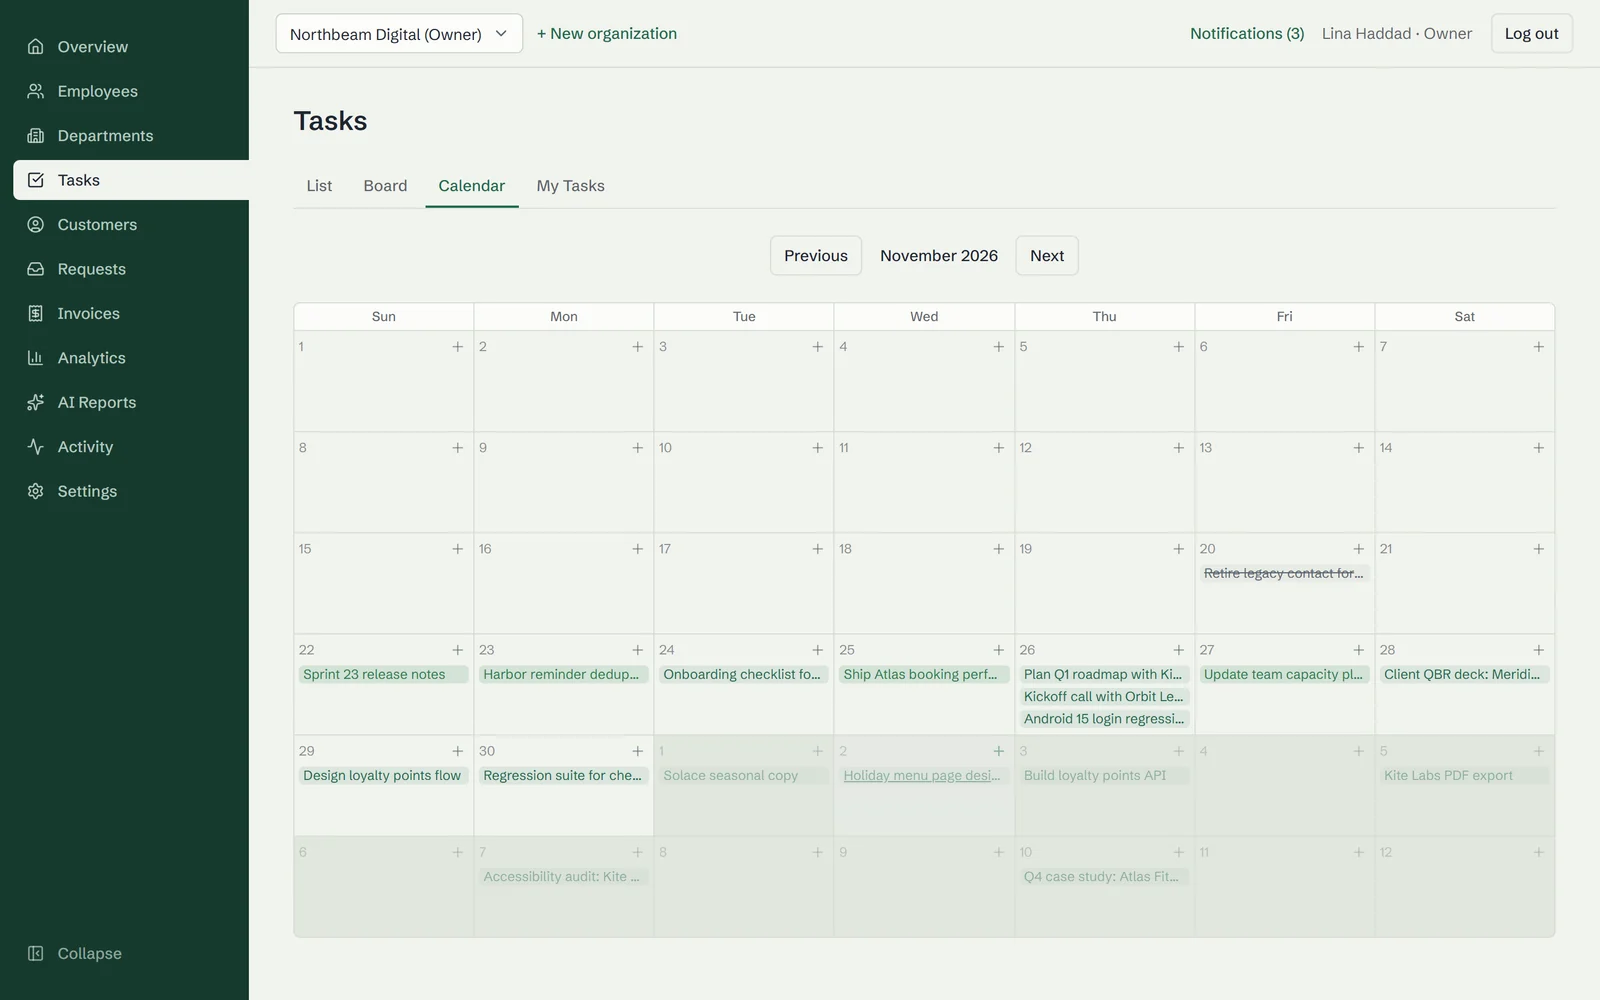 Overview
Employees
Departments
Tasks
Customers
Requests
Invoices
Analytics
AI Reports
Activity
Settings
Collapse
Northbeam Digital (Owner)
+ New organization
Notifications (3)
Lina Haddad · Owner
Log out
Tasks
List Board Calendar My Tasks
Previous November 2026 Next
Sun Mon Tue Wed Thu Fri Sat
1 + 2 + 3 + 4 + 5 + 6 + 7 +
8 + 9 + 10 + 11 + 12 + 13 + 14 +
15 + 16 + 17 + 18 + 19 + 20 + 21 +
Retire legacy contact for...
22 + 23 + 24 + 25 + 26 + 27 + 28 +
Sprint 23 release notes
Harbor reminder dedup...
Onboarding checklist fo...
Ship Atlas booking perf...
Plan Q1 roadmap with Ki...
Kickoff call with Orbit Le...
Android 15 login regressi...
Update team capacity pl...
Client QBR deck: Meridi...
29 + 30 + 1 + 2 + 3 + 4 + 5 +
Design loyalty points flow
Regression suite for che...
Solace seasonal copy
Holiday menu page desi...
Build loyalty points API
Kite Labs PDF export
6 + 7 + 8 + 9 + 10 + 11 + 12 +
Accessibility audit: Kite ...
Q4 case study: Atlas Fit...